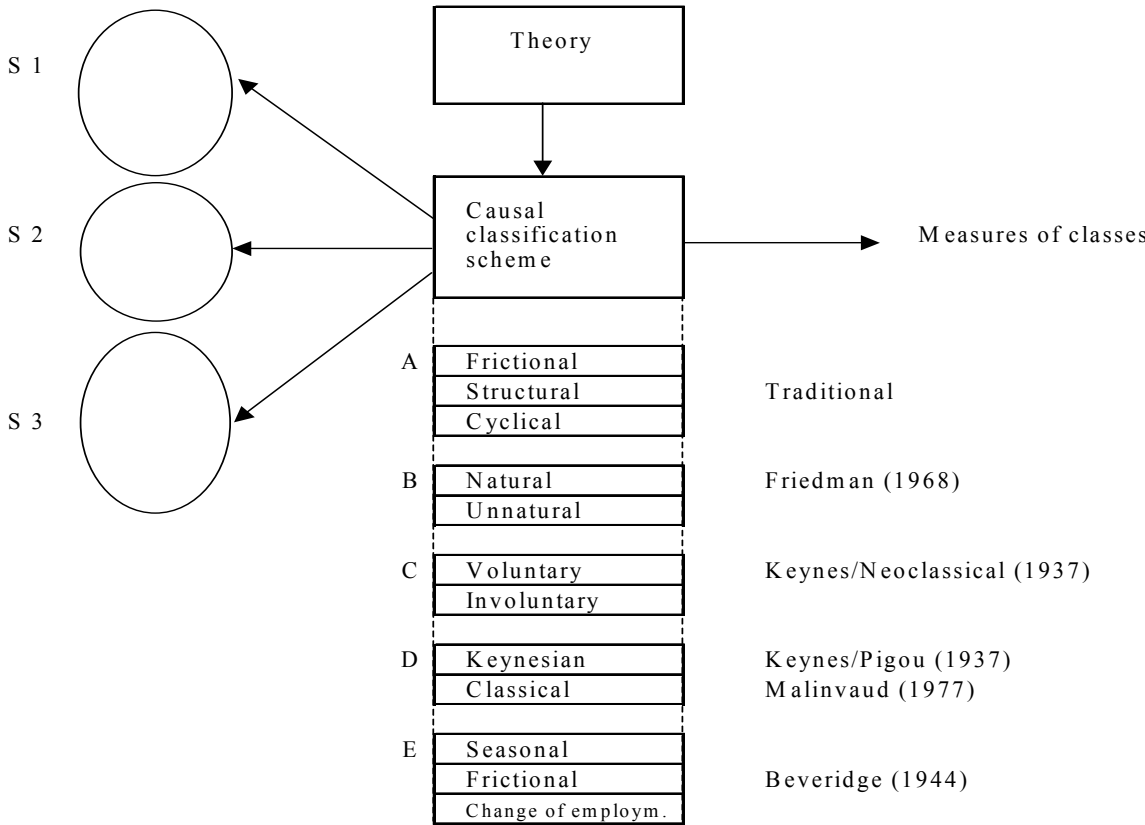 Theory
S 1
Causal
classification
scheme
S 2
Measures of classes
A
Frictional
Structural
Traditional
Cyclical
S 3
B
Natural
Friedman (1968)
Unnatural
C
Voluntary
Keynes/Neoclassical (1937)
Involuntary
D
Keynesian
Keynes/Pigou (1937)
Classical
Malinvaud (1977)
E
Seasonal
Frictional
Beveridge (1944)
Change of employm.